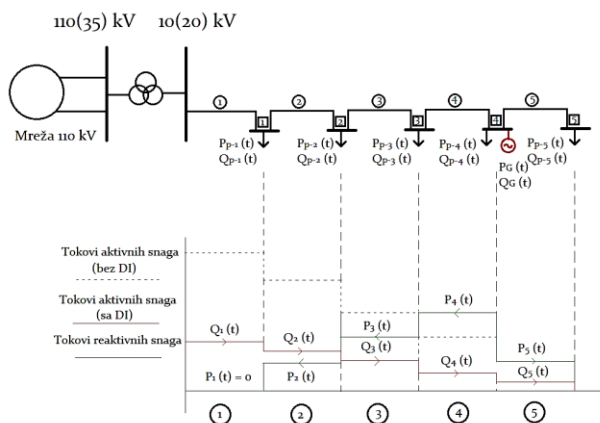 110(35) kV
10(20) kV
Mreža 110 kV
1 2 3 4 5
1 2 3 4 5
Pp-1 (t) Pp-2 (t) Pp-3 (t) Pp-4 (t) Pp-5 (t)
Qp-1 (t) Qp-2 (t) Qp-3 (t) Qp-4 (t) Qp-5 (t)
PG (t)
QG (t)
Tokovi aktivnih snaga
(bez DI)
Tokovi aktivnih snaga
(sa DI)
Tokovi reaktivnih snaga
P4 (t)
Q1 (t)
P3 (t)
Q2 (t)
Q3 (t)
P5 (t)
Q4 (t)
P1 (t) = 0
P2 (t)
Q5 (t)
1 2 3 4 5